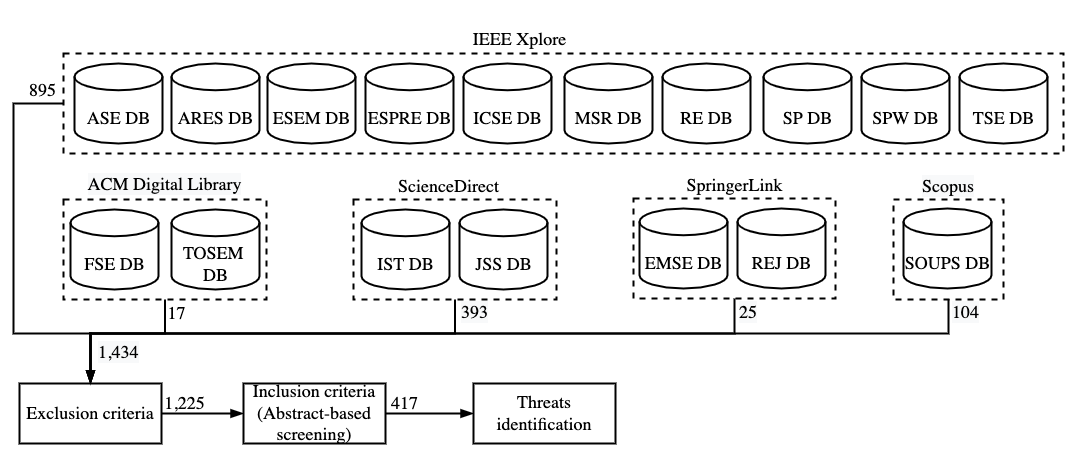 IEEE Xplore
895
ASE DB
ARES DB
ESEM DB
ESPRE DB
ICSE DB
MSR DB
RE DB
SP DB
SPW DB
TSE DB
ACM Digital Library
ScienceDirect
SpringerLink
Scopus
FSE DB
TOSEM
DB
IST DB
JSS DB
EMSE DB
REJ DB
SOUPS DB
17
393
25
104
1,434
Exclusion criteria
1,225
Inclusion criteria
(Abstract-based
screening)
417
Threats
identification